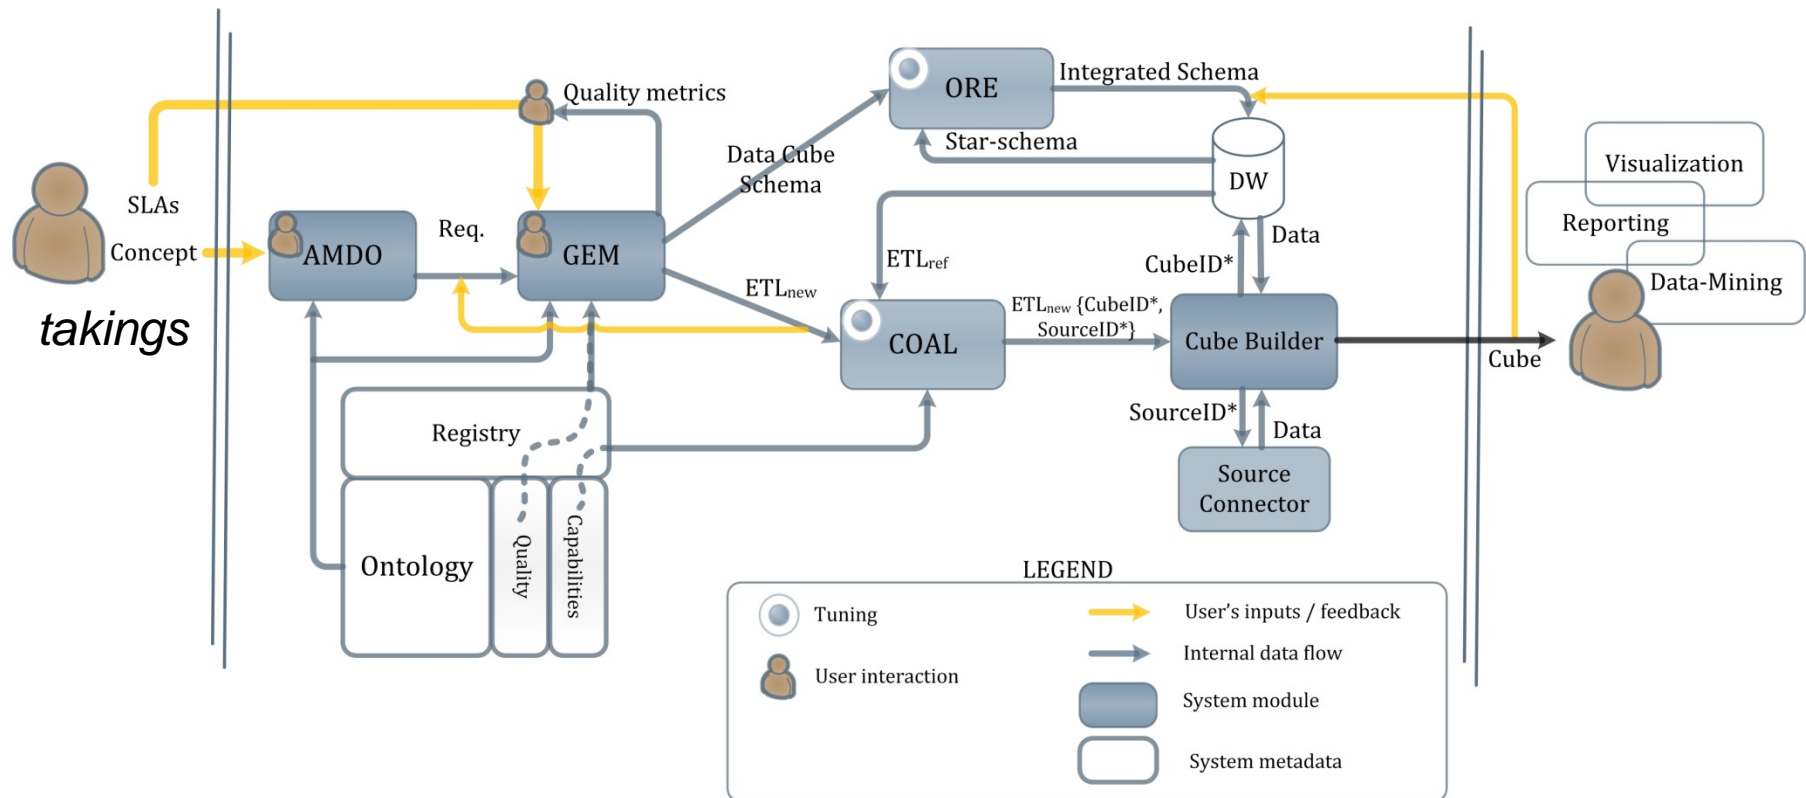 Quality metrics
ORE
Integrated Schema
Star-schema
Data Cube
Schema
DW
Visualization
Reporting
Data-Mining
SLAs
Concept
takings
AMDO
Req.
GEM
ETLnew
ETLref
CubeID*
Data
COAL
ETLnew {CubeID*,
SourceID*}
Cube Builder
Cube
SourceID*
Data
Source
Connector
Registry
Ontology
Quality
Capabilities
LEGEND
Tuning
User interaction
User's inputs / feedback
Internal data flow
System module
System metadata